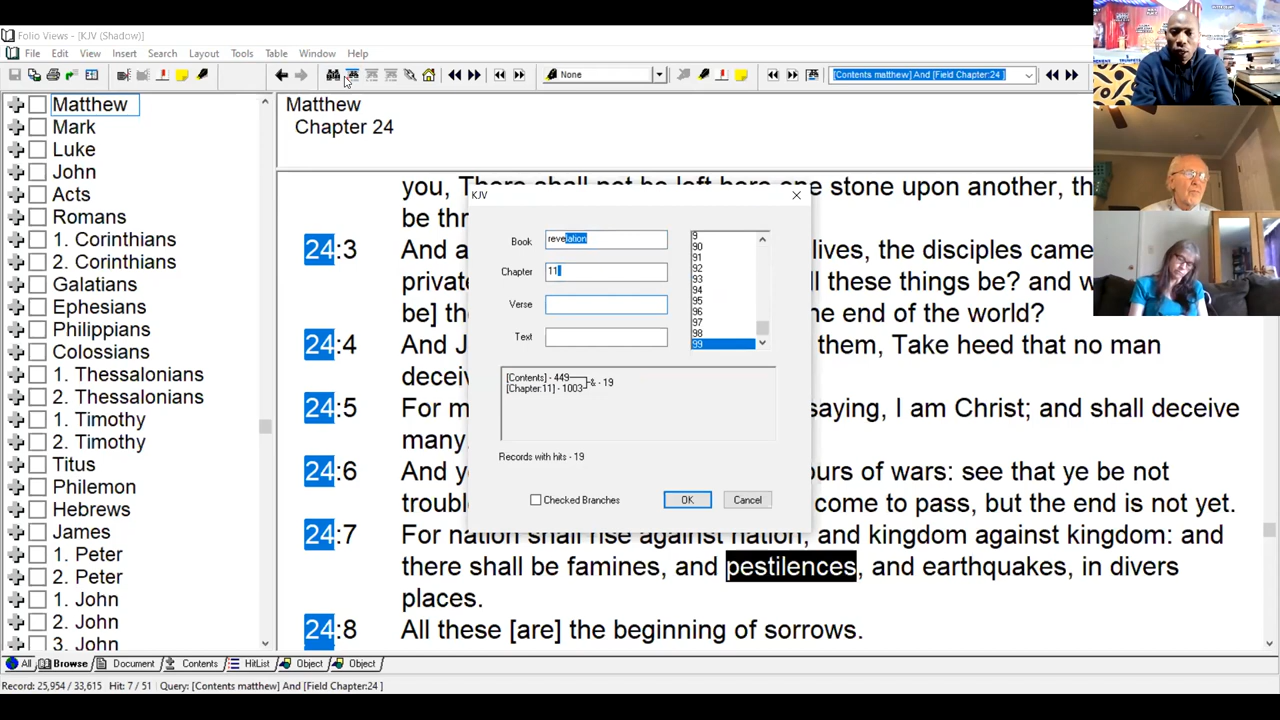 Folio Views - [KJV (Shadow)]
File Edit View Insert Search Layout Tools Table Window Help
None
[Contents matthew] And [Field Chapter:24 ]
Matthew
Mark
Luke
John
Acts
Romans
1. Corinthians
2. Corinthians
Galatians
Ephesians
Philippians
Colossians
1. Thessalonians
2. Thessalonians
1. Timothy
2. Timothy
Titus
Philemon
Hebrews
James
1. Peter
2. Peter
1. John
2. John
3. John
Matthew
Chapter 24
you, There shall not be left here one stone upon another, th
be thr
24:3 And a lives, the disciples came
private all these things be? and w
be] th the end of the world?
24:4 And J them, Take heed that no man
deceiv
24:5 For m saying, I am Christ; and shall deceive
many.
24:6 And y ours of wars: see that ye be not
troub come to pass, but the end is not yet.
24:7 For nation shall rise against nation, and kingdom against kingdom: and
there shall be famines, and pestilences, and earthquakes, in divers
places.
24:8 All these [are] the beginning of sorrows.
KJV
Book revelation
Chapter 11
Verse
Text
9
90
91
92
93
94
95
96
97
98
99
[Contents] - 449
[Chapter:11] - 1003
& - 19
Records with hits - 19
Checked Branches OK Cancel
All Browse Document Contents HitList Object Object
Record: 25,954 / 33,615 Hit: 7 / 51 Query: [Contents matthew] And [Field Chapter:24 ]